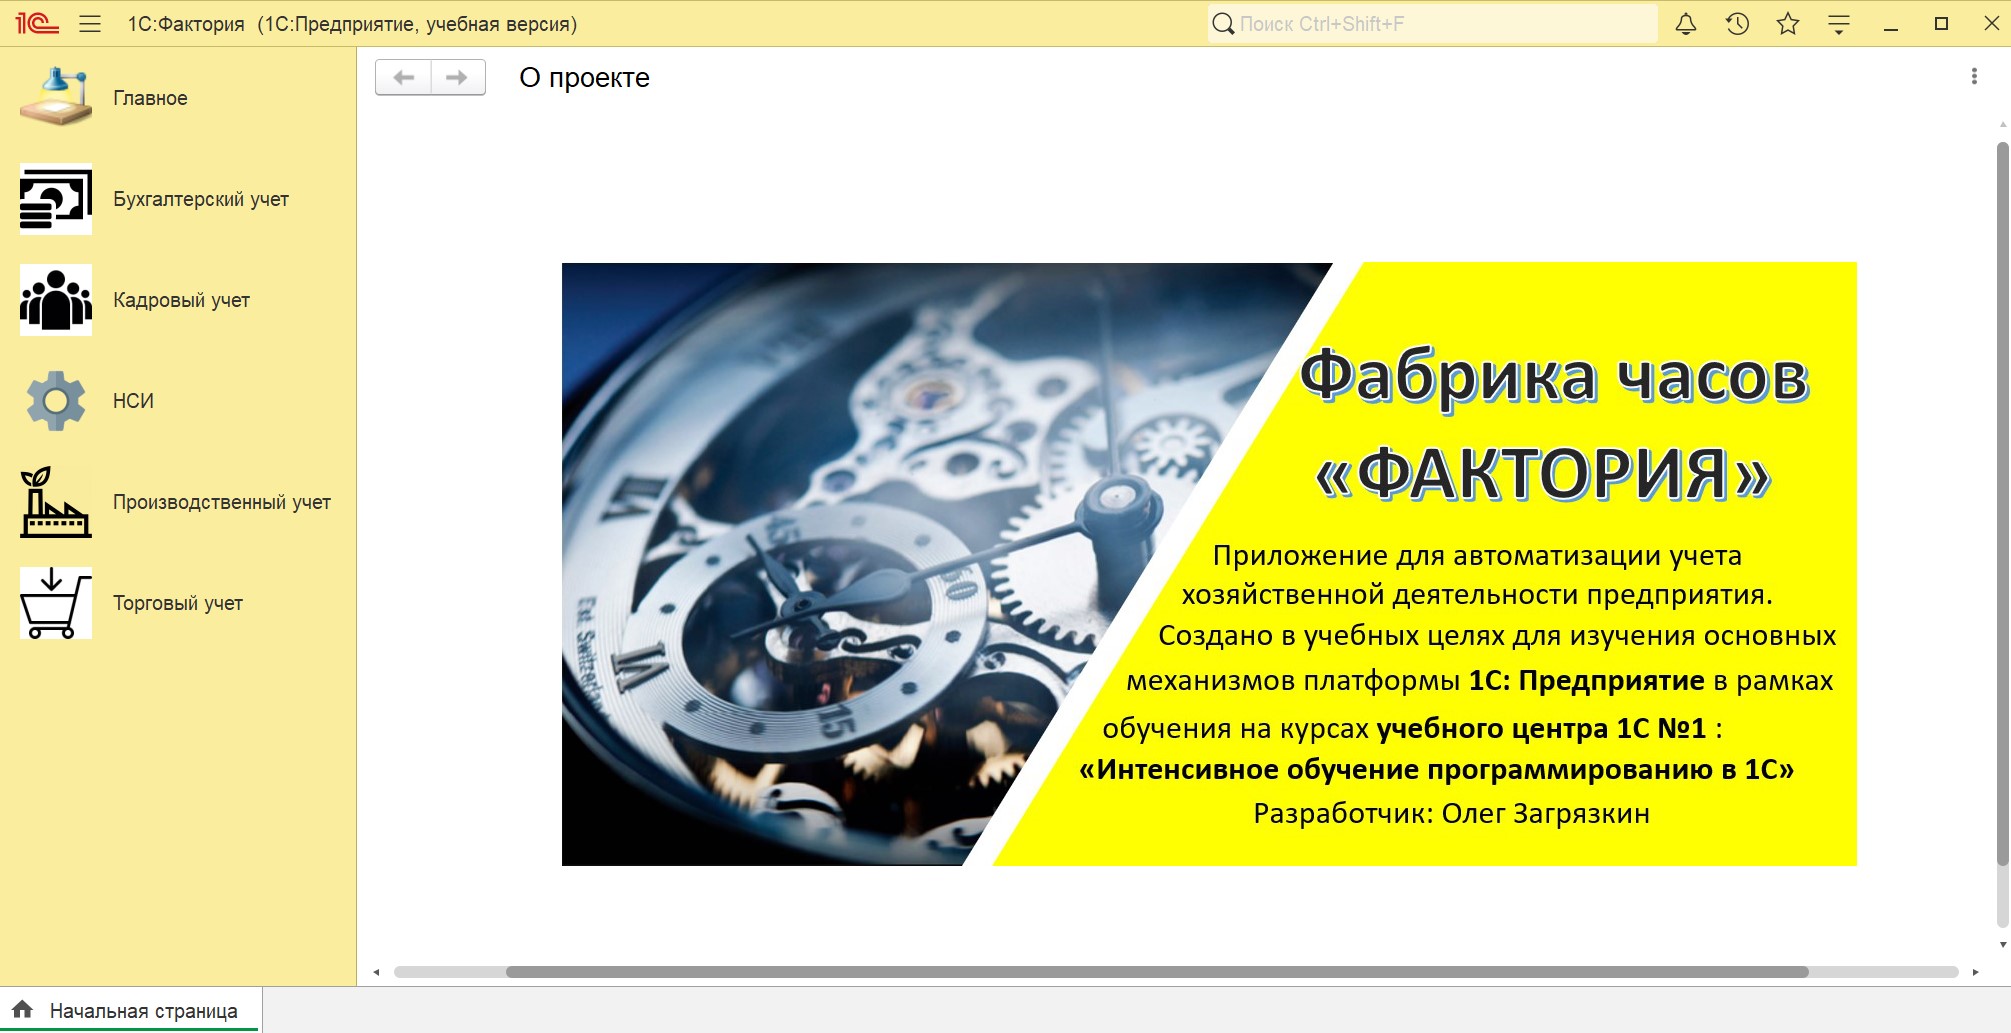 1С:Фактория (1С:Предприятие, учебная версия)
Поиск Ctrl+Shift+F
Главное
Бухгалтерский учет
Кадровый учет
НСИ
Производственный учет
Торговый учет
О проекте
Фабрика часов
«ФАКТОРИЯ»
Приложение для автоматизации учета
хозяйственной деятельности предприятия.
Создано в учебных целях для изучения основных
механизмов платформы 1С: Предприятие в рамках
обучения на курсах учебного центра 1С №1 :
«Интенсивное обучение программированию в 1С»
Разработчик: Олег Загрязкин
45
60
15
Начальная страница